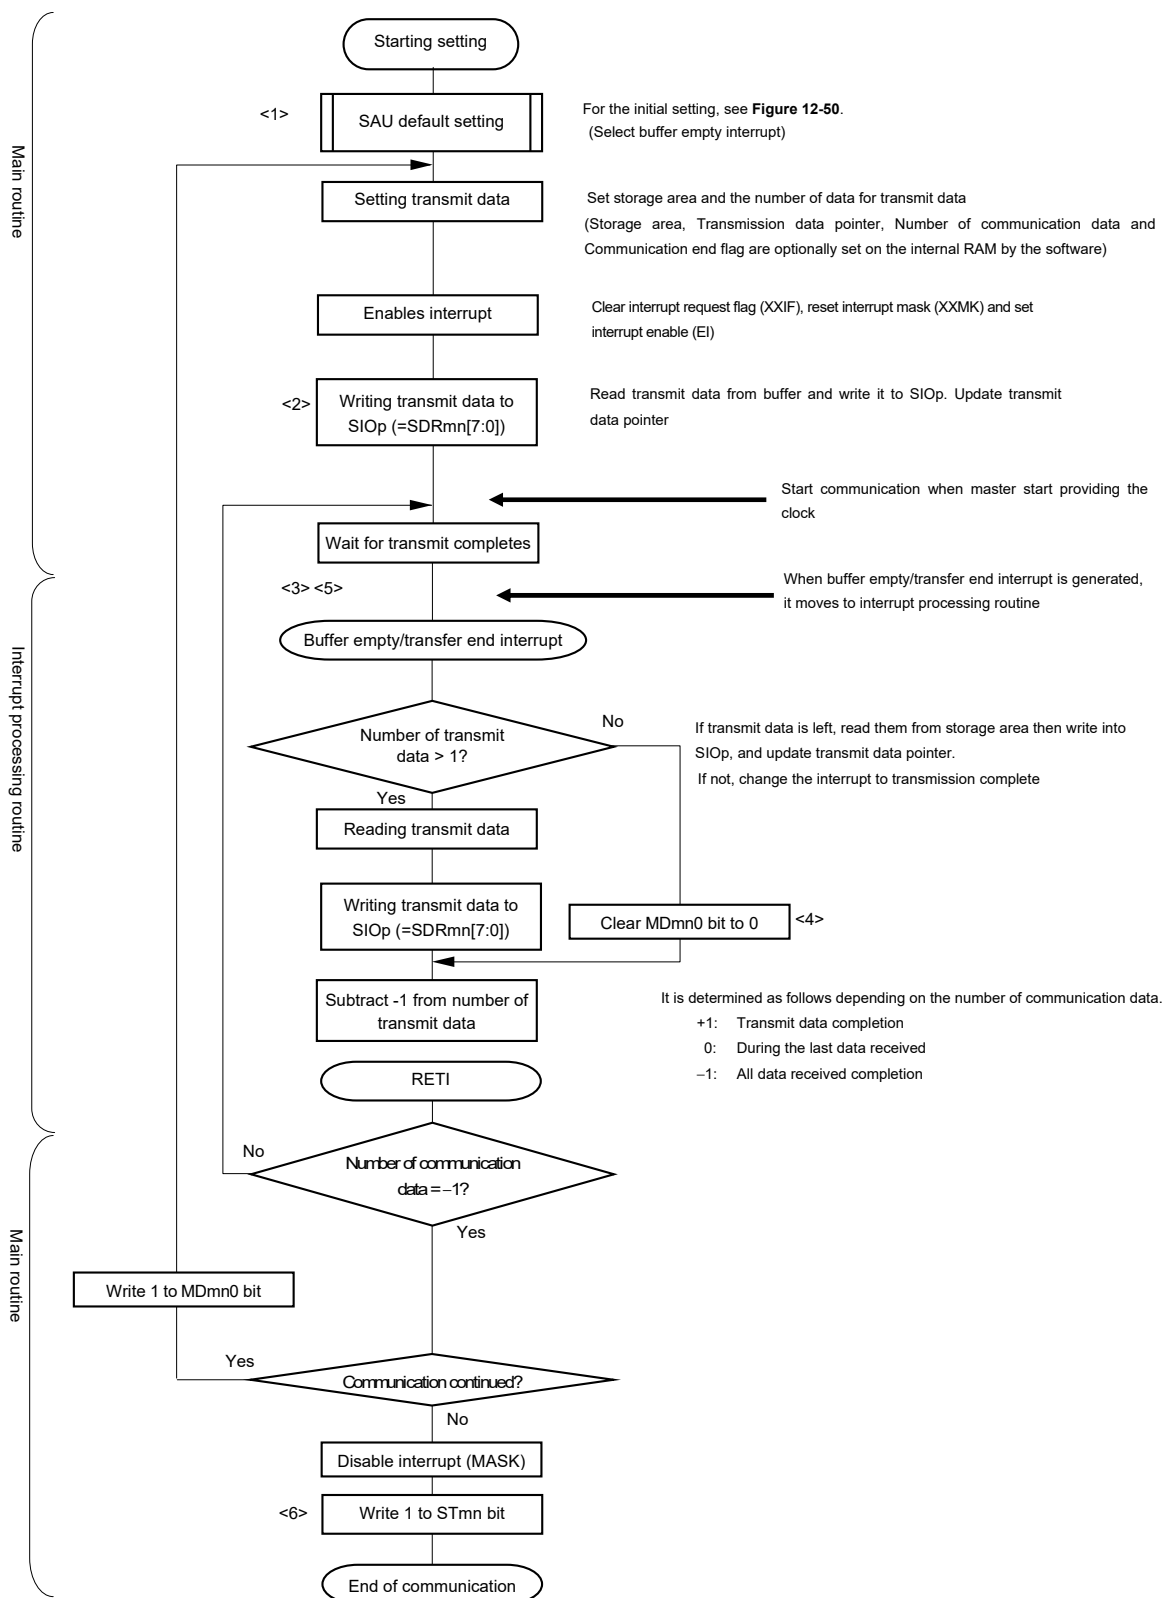 Main routine
Starting setting
<1>
SAU default setting
For the initial setting, see Figure 12-50.
(Select buffer empty interrupt)
Setting transmit data
Set storage area and the number of data for transmit data
(Storage area, Transmission data pointer, Number of communication data and
Communication end flag are optionally set on the internal RAM by the software)
Enables interrupt
Clear interrupt request flag (XXIF), reset interrupt mask (XXMK) and set
interrupt enable (EI)
<2>
Writing transmit data to
SIOp (=SDRmn[7:0])
Read transmit data from buffer and write it to SIOp. Update transmit
data pointer
Start communication when master start providing the
clock
Wait for transmit completes
<3> <5>
When buffer empty/transfer end interrupt is generated,
it moves to interrupt processing routine
Interrupt processing routine
Buffer empty/transfer end interrupt
Number of transmit
data > 1?
No
Yes
If transmit data is left, read them from storage area then write into
SIOp, and update transmit data pointer.
If not, change the interrupt to transmission complete
Reading transmit data
Writing transmit data to
SIOp (=SDRmn[7:0])
Clear MDmn0 bit to 0
<4>
Subtract -1 from number of
transmit data
It is determined as follows depending on the number of communication data.
+1: Transmit data completion
0: During the last data received
−1: All data received completion
RETI
Main routine
No
Number of communication
data = −1?
Yes
Write 1 to MDmn0 bit
Yes
Communication continued?
No
Disable interrupt (MASK)
<6>
Write 1 to STmn bit
End of communication